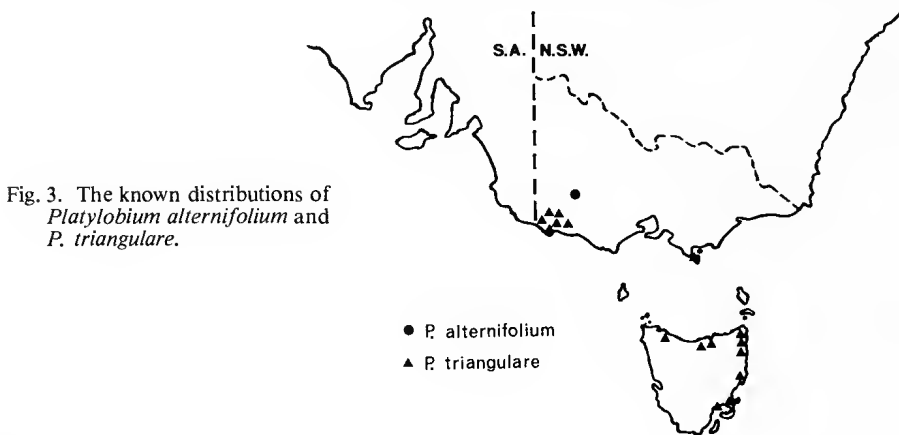 S.A. N.S.W.
Fig. 3. The known distributions of
Platylobium alternifolium and
P. triangulare.
P. alternifolium
P. triangulare